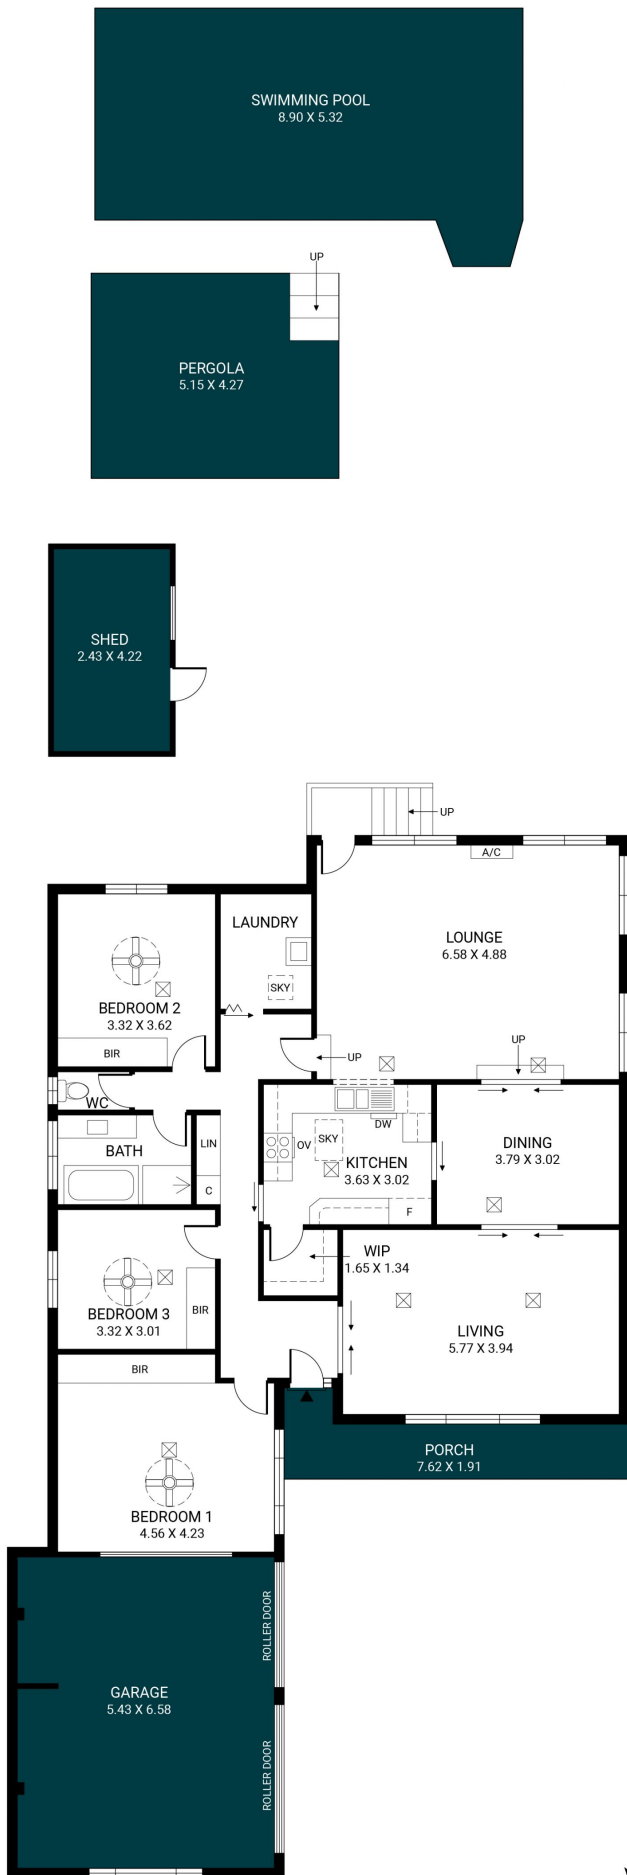 SWIMMING POOL
8.90 X 5.32
UP
PERGOLA
5.15 X 4.27
SHED
2.43 X 4.22
UP
A/C
LAUNDRY
LOUNGE
6.58 X 4.88
SKY
BEDROOM 2
3.32 X 3.62
BIR
UP
UP
WC
DW
BATH
LIN
OV
SKY
DINING
3.79 X 3.02
KITCHEN
3.63 X 3.02
C
F
WIP
1.65 X 1.34
BEDROOM 3
3.32 X 3.01
BIR
LIVING
5.77 X 3.94
BIR
PORCH
7.62 X 1.91
BEDROOM 1
4.56 X 4.23
ROLLER DOOR
GARAGE
5.43 X 6.58
ROLLER DOOR